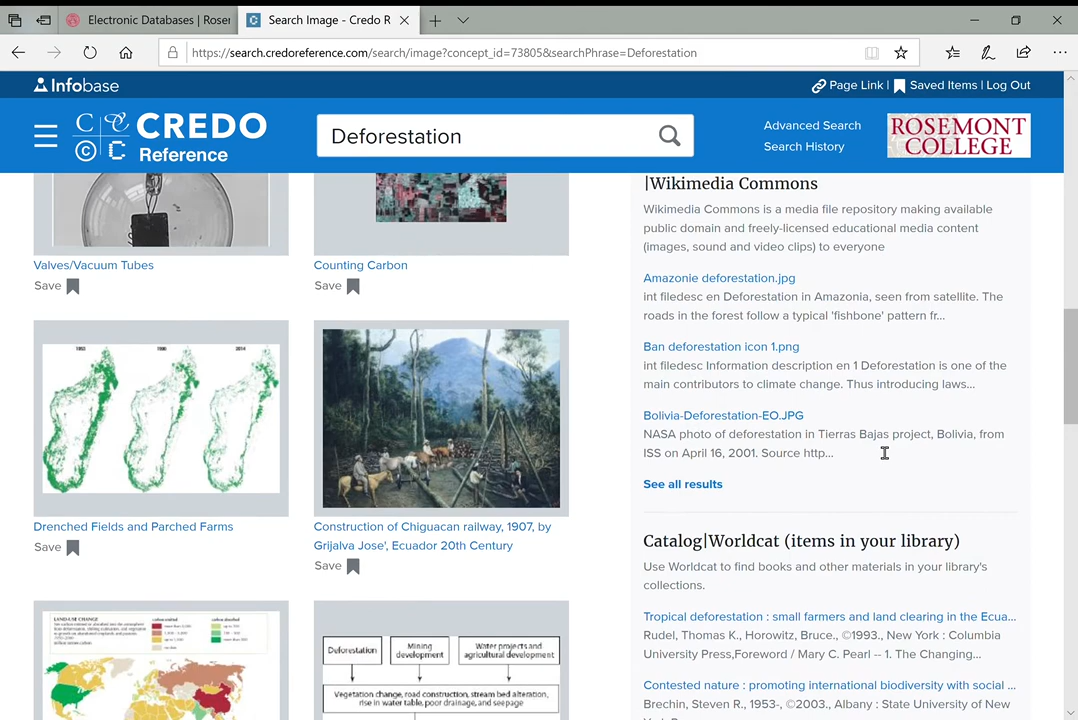 Electronic Databases | Rosen
Search Image - Credo R
https://search.credoreference.com/search/image?concept_id=73805&searchPhrase=Deforestation
Infobase
Page Link | Saved Items | Log Out
CREDO
Reference
Deforestation
Advanced Search
Search History
ROSEMONT
COLLEGE
Valves/Vacuum Tubes
Save
Counting Carbon
Save
1953
1980
2014
Drenched Fields and Parched Farms
Save
Construction of Chiguacan railway, 1907, by
Grijalva Jose', Ecuador 20th Century
Save
LAND USE CHANGE
Deforestation
Mining
development
Water projects and
agricultural development
Vegetation change, road construction, stream bed alteration,
rise in water table, poor drainage, and seepage
|Wikimedia Commons
Wikimedia Commons is a media file repository making available
public domain and freely-licensed educational media content
(images, sound and video clips) to everyone
Amazonie deforestation.jpg
int filedesc en Deforestation in Amazonia, seen from satellite. The
roads in the forest follow a typical 'fishbone' pattern fr...
Ban deforestation icon 1.png
int filedesc Information description en 1 Deforestation is one of the
main contributors to climate change. Thus introducing laws...
Bolivia-Deforestation-EO.JPG
NASA photo of deforestation in Tierras Bajas project, Bolivia, from
ISS on April 16, 2001. Source http...
See all results
Catalog|Worldcat (items in your library)
Use Worldcat to find books and other materials in your library's
collections.
Tropical deforestation : small farmers and land clearing in the Ecua...
Rudel, Thomas K., Horowitz, Bruce., ©1993., New York : Columbia
University Press,Foreword / Mary C. Pearl -- 1. The Changing...
Contested nature : promoting international biodiversity with social ...
Brechin, Steven R., 1953-, ©2003., Albany : State University of New